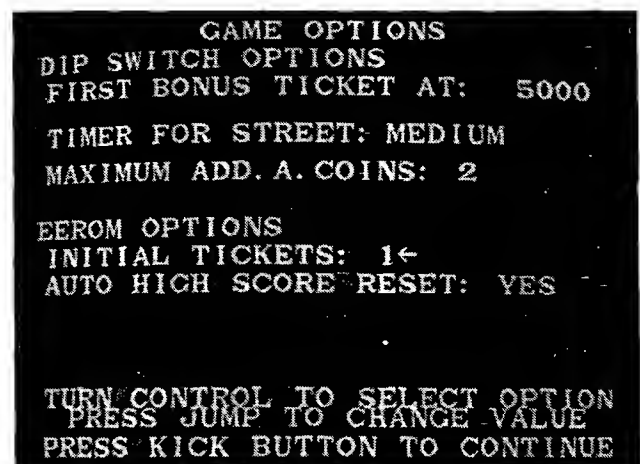 GAME OPTIONS
DIP SWITCH OPTIONS
FIRST BONUS TICKET AT: 5000
TIMER FOR STREET: MEDIUM
MAXIMUM ADD.A.COINS: 2
EEROM OPTIONS
INITIAL TICKETS: 1←
AUTO HIGH SCORE RESET: YES
TURN CONTROL TO SELECT OPTION
PRESS JUMP TO CHANGE VALUE
PRESS KICK BUTTON TO CONTINUE